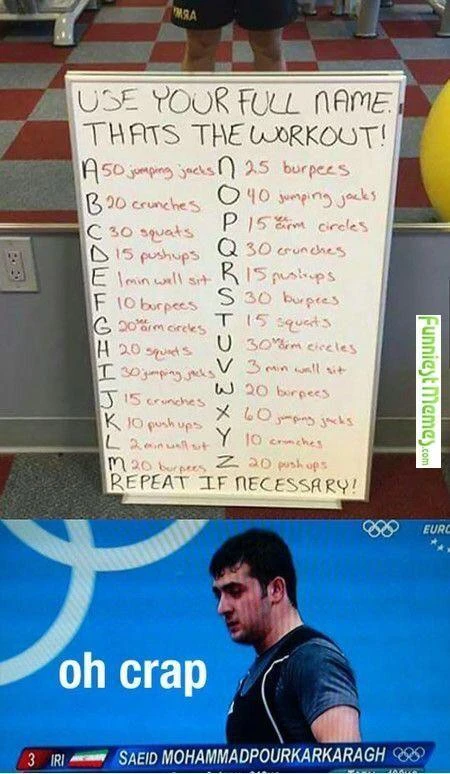 ARMY
USE YOUR FULL NAME.
THATS THE WORKOUT!
A 50 jumping jacks
B 20 crunches
C 30 squats
D 15 pushups
E 1 min wall sit
F 10 burpees
G 20 sec arm circles
H 20 squats
I 30 jumping jacks
J 15 crunches
K 10 push ups
L 2 min wall sit
M 20 burpees
N 25 burpees
O 40 jumping jacks
P 15 sec arm circles
Q 30 crunches
R 15 pushups
S 30 burpees
T 15 squats
U 30 sec arm circles
V 3 min wall sit
W 20 burpees
X 60 jumping jacks
Y 10 crunches
Z 20 push ups
REPEAT IF NECESSARY!
FunniestMemes.com
EURO
oh crap
3 IRI SAEID MOHAMMADPOURKARKARAGH